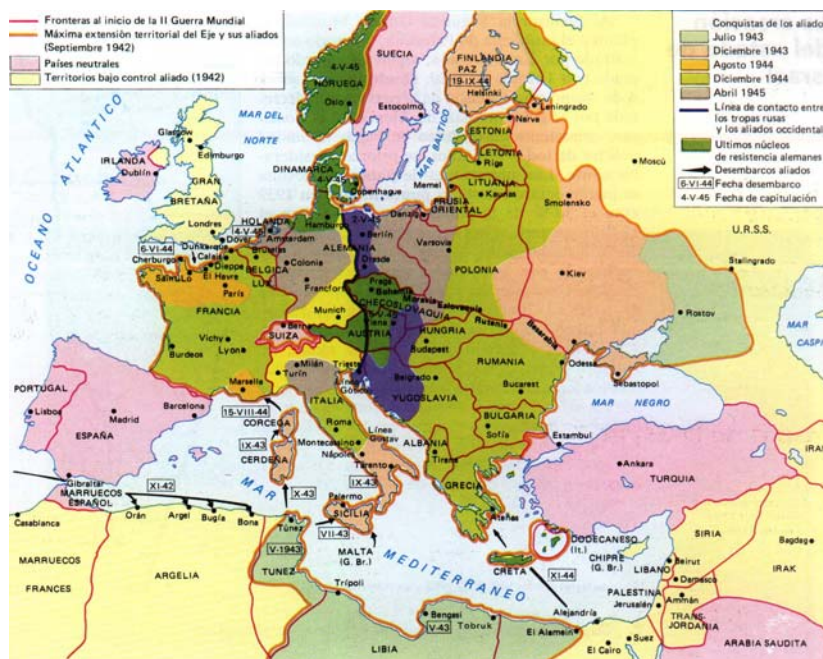 Fronteras al inicio de la II Guerra Mundial
Máxima extensión territorial del Eje y sus aliados
(Septiembre 1942)
Países neutrales
Territorios bajo control aliado (1942)
Conquistas de los aliado
Julio 1943
Diciembre 1943
Agosto 1944
Diciembre 1944
Abril 1945
Línea de contacto entre
los tropas rusas
y los aliados occidental
Ultimos núcleos
de resistencia alemanes
Desembarcos aliados
6-VI-44 Fecha desembarco
4-V-45 Fecha de capitulación
OCEANO ATLANTICO
MAR DEL
NORTE
MAR BALTICO
4-V-45
NORUEGA
Oslo
SUECIA
Estocolmo
FINLANDIA
PAZ
19-IX-44
Helsinki
Leningrado
Narva
ESTONIA
LETONIA
Riga
LITUANIA
Kaunas
Memel
PRUSIA
ORIENTAL
Moscú
Smolensko
U.R.S.S.
Stalingrado
Kiev
Rostov
MAR
CASPI
Glasgow
Edimburgo
IRLANDA
Dublín
GRAN
BRETAÑA
Londres
Dover
DINAMARCA
4-V-45
Copenhague
HOLANDA
4-V-45
Amsterdam
Hamburgo
2-V-45
Berlín
Danzig
Varsovia
POLONIA
ALEMANIA
Dresde
Colonia
Francfort
6-VI-44
Dunkerque
Calais
Cherburgo
Dieppe
Bruselas
BELGICA
LUX
Saint-Lo
El Havre
París
FRANCIA
Vichy
Lyon
Burdeos
Marsella
Munich
Berna
SUIZA
Praga
Bohemia
Moravia
Eslovaquia
CHECOSLOVAQUIA
Viena
AUSTRIA
HUNGRIA
Budapest
Rutenia
Besarabia
Odessa
Sebastopol
RUMANIA
Bucarest
MAR NEGRO
Milán
Turín
Trieste
Línea
Gótica
ITALIA
Belgrado
YUGOSLAVIA
BULGARIA
Sofía
PORTUGAL
Lisboa
ESPAÑA
Madrid
Barcelona
15-VIII-44
CORCEGA
IX-43
CERDEÑA
Roma
Montecassino
Línea
Gustav
Nápoles
Tarento
IX-43
ALBANIA
Tirana
GRECIA
Atenas
Estambul
Ankara
TURQUIA
Gibraltar
MARRUECOS
ESPAÑOL
XI-42
Casablanca
Orán
Argel
Bugía
Bona
MAR
X-43
Palermo
SICILIA
VII-43
Túnez
V-1943
TUNEZ
MALTA
(G. Br.)
MEDITERRANEO
CRETA
DODECANESO
(It.)
XI-44
CHIPRE
(G. Br.)
SIRIA
LIBANO
Beirut
Damasco
Bagdag
IRAK
IRAN
PALESTINA
Jerusalén
Ammán
TRANS-
JORDANIA
ARABIA SAUDITA
MARRUECOS
FRANCES
ARGELIA
Trípoli
Bengasi
V-43
Tobruk
LIBIA
Alejandría
El Alamein
El Cairo
Suez